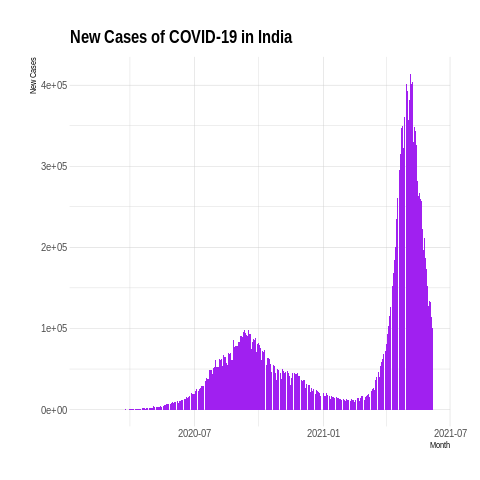 New Cases of COVID-19 in India
New Cases
4e+05
3e+05
2e+05
1e+05
0e+00
2020-07 2021-01 2021-07
Month